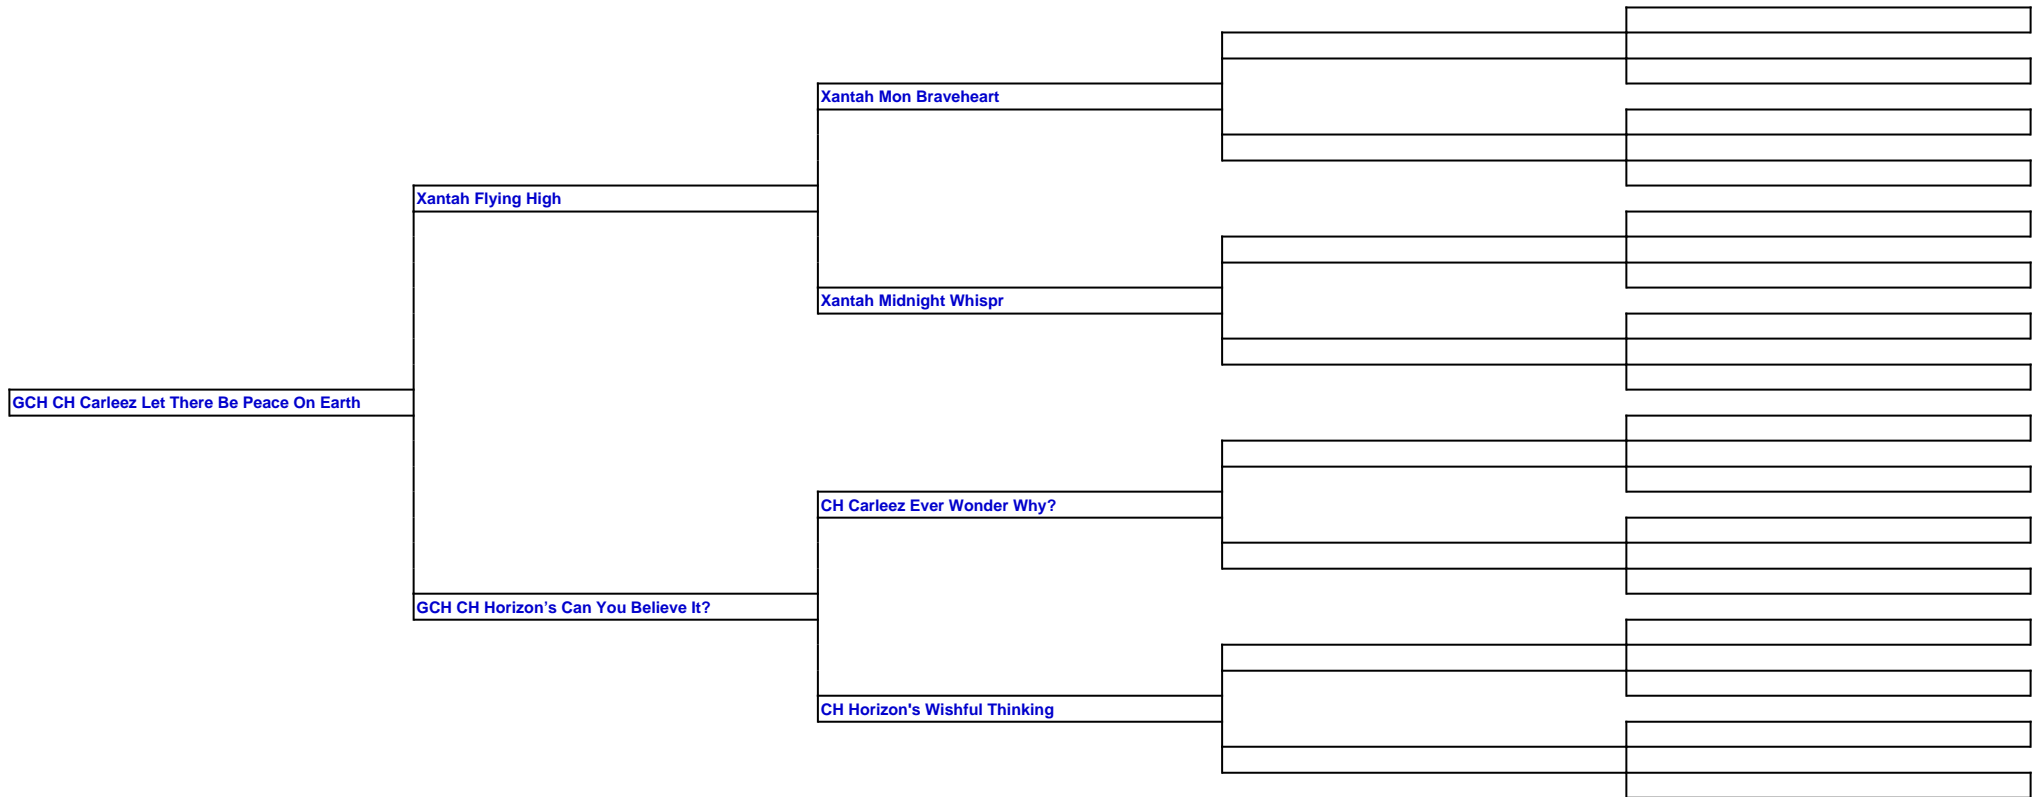 Xantah Mon Braveheart
Xantah Flying High
Xantah Midnight Whispr
GCH CH Carleez Let There Be Peace On Earth
CH Carleez Ever Wonder Why?
GCH CH Horizon’s Can You Believe It?
CH Horizon's Wishful Thinking